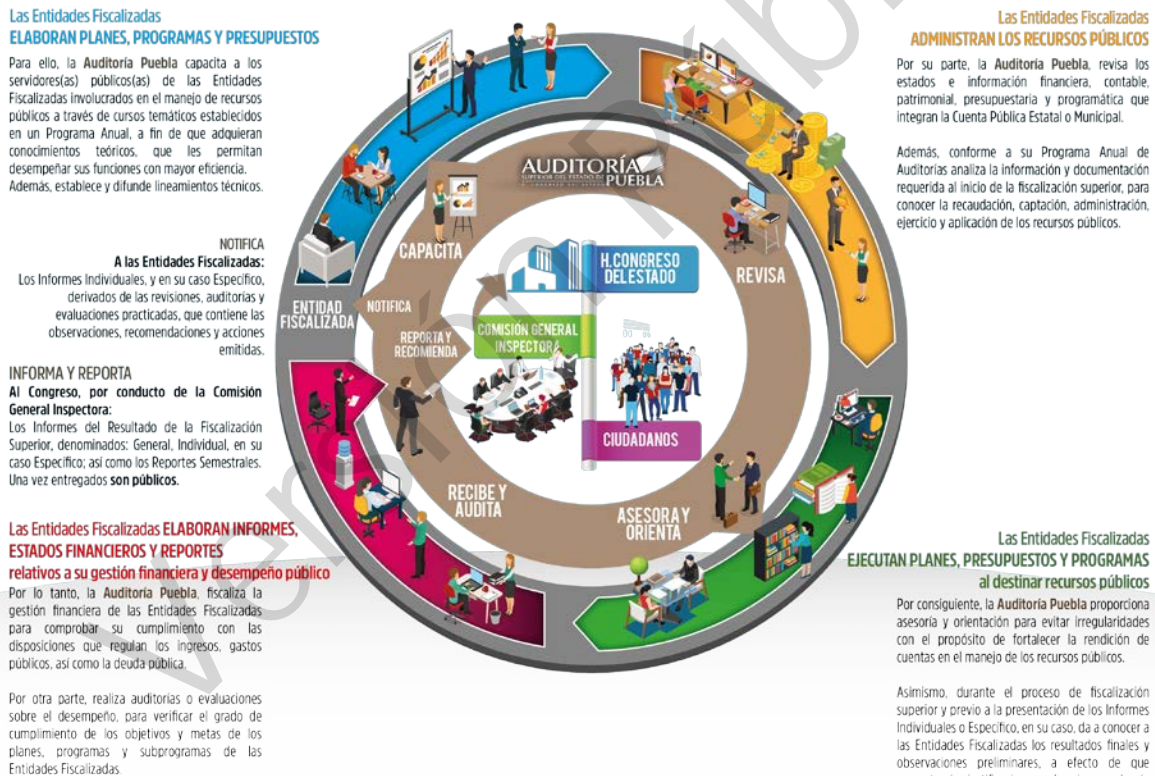 Las Entidades Fiscalizadas
ELABORAN PLANES, PROGRAMAS Y PRESUPUESTOS
Para ello, la Auditoría Puebla capacita a los
servidores(as) públicos(as) de las Entidades
Fiscalizadas involucrados en el manejo de recursos
públicos a través de cursos temáticos establecidos
en un Programa Anual, a fin de que adquieran
conocimientos teóricos, que les permitan
desempeñar sus funciones con mayor eficiencia.
Además, establece y difunde lineamientos técnicos.
NOTIFICA
A las Entidades Fiscalizadas:
Los Informes Individuales, y en su caso Específico,
derivados de las revisiones, auditorías y
evaluaciones practicadas, que contiene las
observaciones, recomendaciones y acciones
emitidas.
INFORMA Y REPORTA
Al Congreso, por conducto de la Comisión
General Inspectora:
Los Informes del Resultado de la Fiscalización
Superior, denominados: General, Individual, en su
caso Específico; así como los Reportes Semestrales.
Una vez entregados son públicos.
Las Entidades Fiscalizadas ELABORAN INFORMES,
ESTADOS FINANCIEROS Y REPORTES
relativos a su gestión financiera y desempeño público
Por lo tanto, la Auditoría Puebla, fiscaliza la
gestión financiera de las Entidades Fiscalizadas
para comprobar su cumplimiento con las
disposiciones que regulan los ingresos, gastos
públicos, así como la deuda pública.
Por otra parte, realiza auditorías o evaluaciones
sobre el desempeño, para verificar el grado de
cumplimiento de los objetivos y metas de los
planes, programas y subprogramas de las
Entidades Fiscalizadas.
AUDITORÍA
SUPERIOR DEL ESTADO DE
PUEBLA
CAPACITA
REVISA
H.CONGRESO
DEL ESTADO
ENTIDAD
FISCALIZADA
NOTIFICA
REPORTA Y
RECOMIENDA
COMISIÓN GENERAL
INSPECTORA
CIUDADANOS
RECIBE Y
AUDITA
ASESORA Y
ORIENTA
Las Entidades Fiscalizadas
ADMINISTRAN LOS RECURSOS PÚBLICOS
Por su parte, la Auditoría Puebla, revisa los
estados e información financiera, contable,
patrimonial, presupuestaria y programática que
integran la Cuenta Pública Estatal o Municipal.
Además, conforme a su Programa Anual de
Auditorías analiza la información y documentación
requerida al inicio de la fiscalización superior, para
conocer la recaudación, captación, administración,
ejercicio y aplicación de los recursos públicos.
Las Entidades Fiscalizadas
EJECUTAN PLANES, PRESUPUESTOS Y PROGRAMAS
al destinar recursos públicos
Por consiguiente, la Auditoría Puebla proporciona
asesoría y orientación para evitar irregularidades
con el propósito de fortalecer la rendición de
cuentas en el manejo de los recursos públicos.
Asimismo, durante el proceso de fiscalización
superior y previo a la presentación de los Informes
Individuales o Específico, en su caso, da a conocer a
las Entidades Fiscalizadas los resultados finales y
observaciones preliminares, a efecto de que